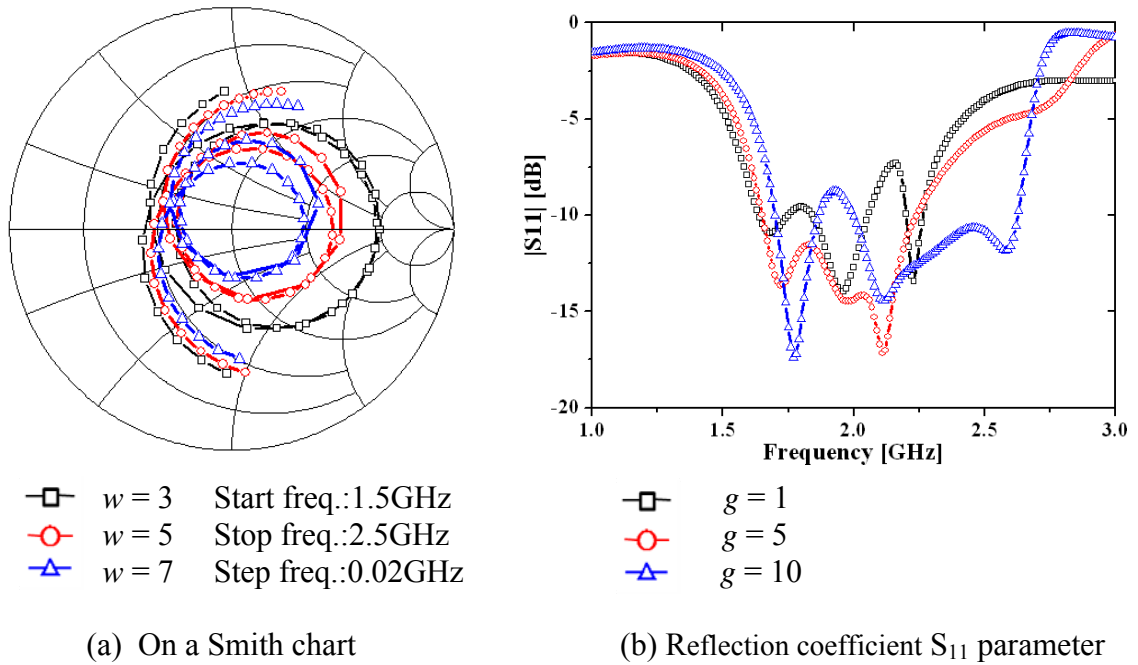 0
-5
-10
-15
-20
|S11| [dB]
1.0 1.5 2.0 2.5 3.0
Frequency [GHz]
w = 3 Start freq.:1.5GHz
w = 5 Stop freq.:2.5GHz
w = 7 Step freq.:0.02GHz
g = 1
g = 5
g = 10
(a) On a Smith chart
(b) Reflection coefficient S₁₁ parameter